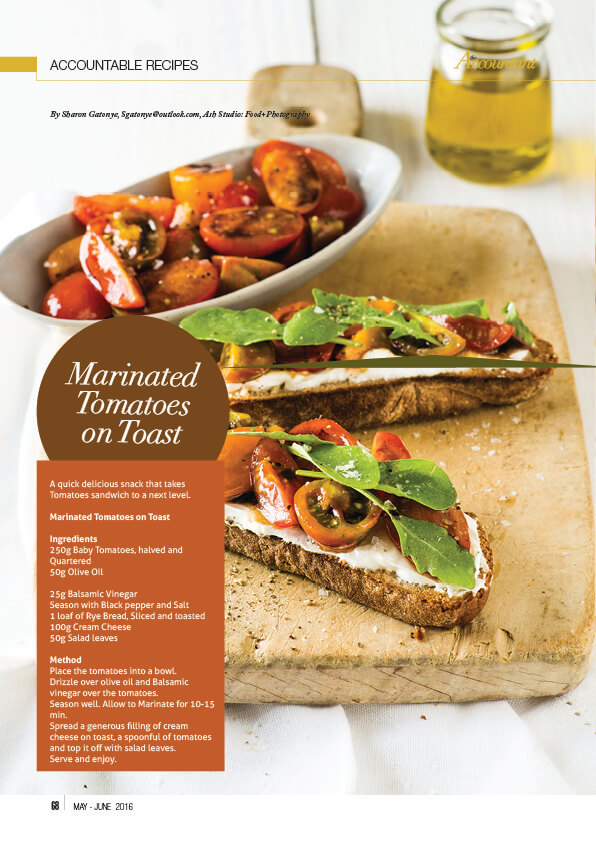 ACCOUNTABLE RECIPES
the
Accountant
By Sharon Gatonye, Sgatonye@outlook.com, Ash Studio: Food+Photography
Marinated
Tomatoes
on Toast
A quick delicious snack that takes
Tomatoes sandwich to a next level.
Marinated Tomatoes on Toast
Ingredients
250g Baby Tomatoes, halved and
Quartered
50g Olive Oil
25g Balsamic Vinegar
Season with Black pepper and Salt
1 loaf of Rye Bread, Sliced and toasted
100g Cream Cheese
50g Salad leaves
Method
Place the tomatoes into a bowl.
Drizzle over olive oil and Balsamic
vinegar over the tomatoes.
Season well. Allow to Marinate for 10-15
min.
Spread a generous filling of cream
cheese on toast, a spoonful of tomatoes
and top it off with salad leaves.
Serve and enjoy.
68 MAY - JUNE 2016